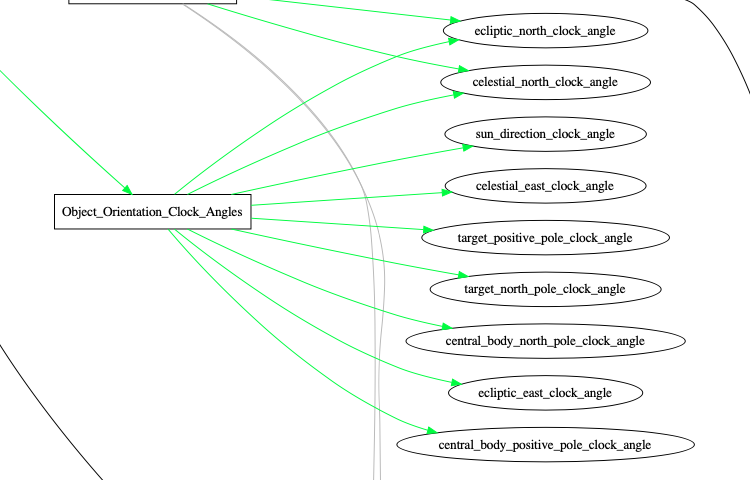 ecliptic_north_clock_angle
celestial_north_clock_angle
sun_direction_clock_angle
celestial_east_clock_angle
Object_Orientation_Clock_Angles
target_positive_pole_clock_angle
target_north_pole_clock_angle
central_body_north_pole_clock_angle
ecliptic_east_clock_angle
central_body_positive_pole_clock_angle